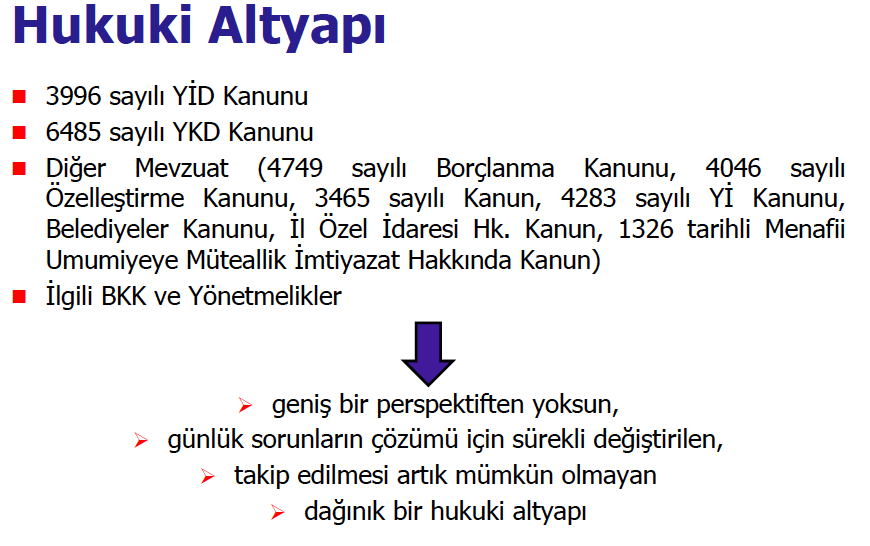 Hukuki Altyapı
3996 sayılı YİD Kanunu
6485 sayılı YKD Kanunu
Diğer Mevzuat (4749 sayılı Borçlanma Kanunu, 4046 sayılı
Özelleştirme Kanunu, 3465 sayılı Kanun, 4283 sayılı Yİ Kanunu,
Belediyeler Kanunu, İl Özel İdaresi Hk. Kanun, 1326 tarihli Menafii
Umumiyeye Müteallik İmtiyazat Hakkında Kanun)
İlgili BKK ve Yönetmelikler
geniş bir perspektiften yoksun,
günlük sorunların çözümü için sürekli değiştirilen,
takip edilmesi artık mümkün olmayan
dağınık bir hukuki altyapı